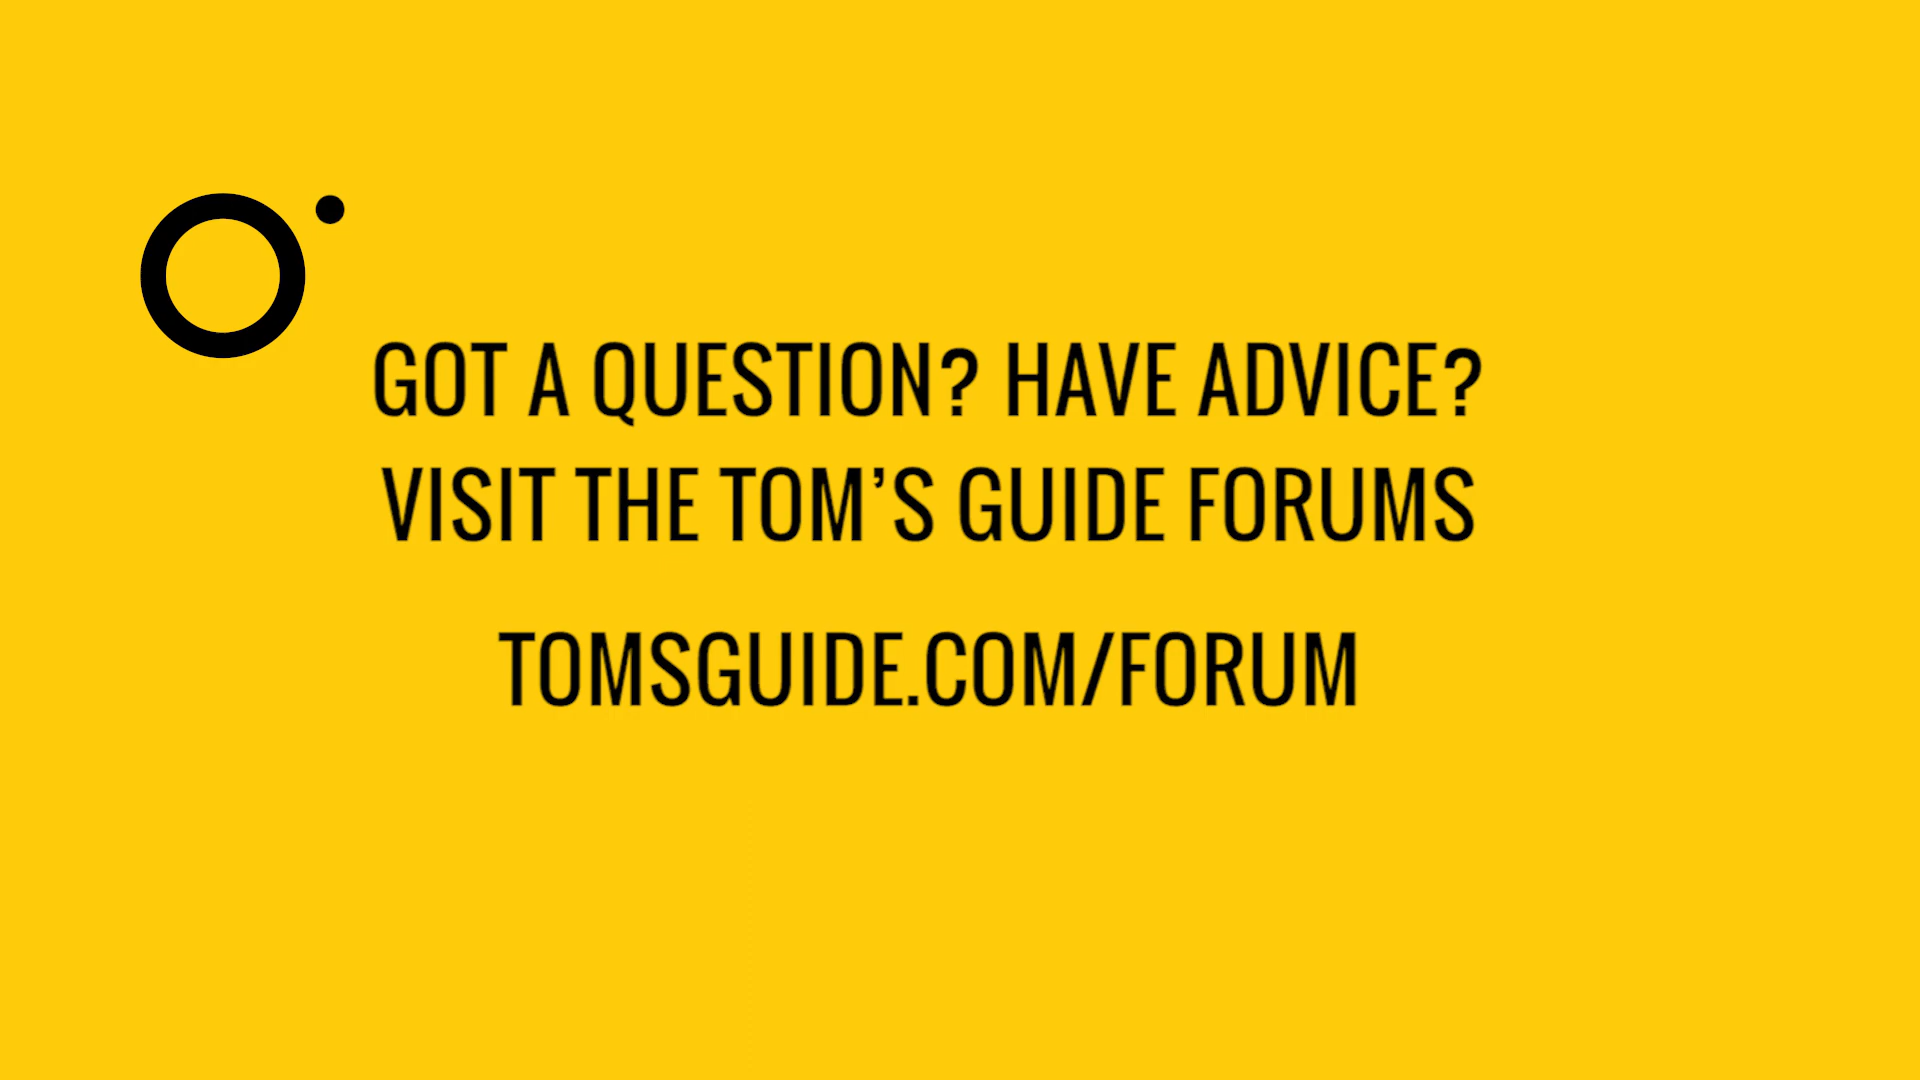 GOT A QUESTION? HAVE ADVICE?
VISIT THE TOM’S GUIDE FORUMS
TOMSGUIDE.COM/FORUM